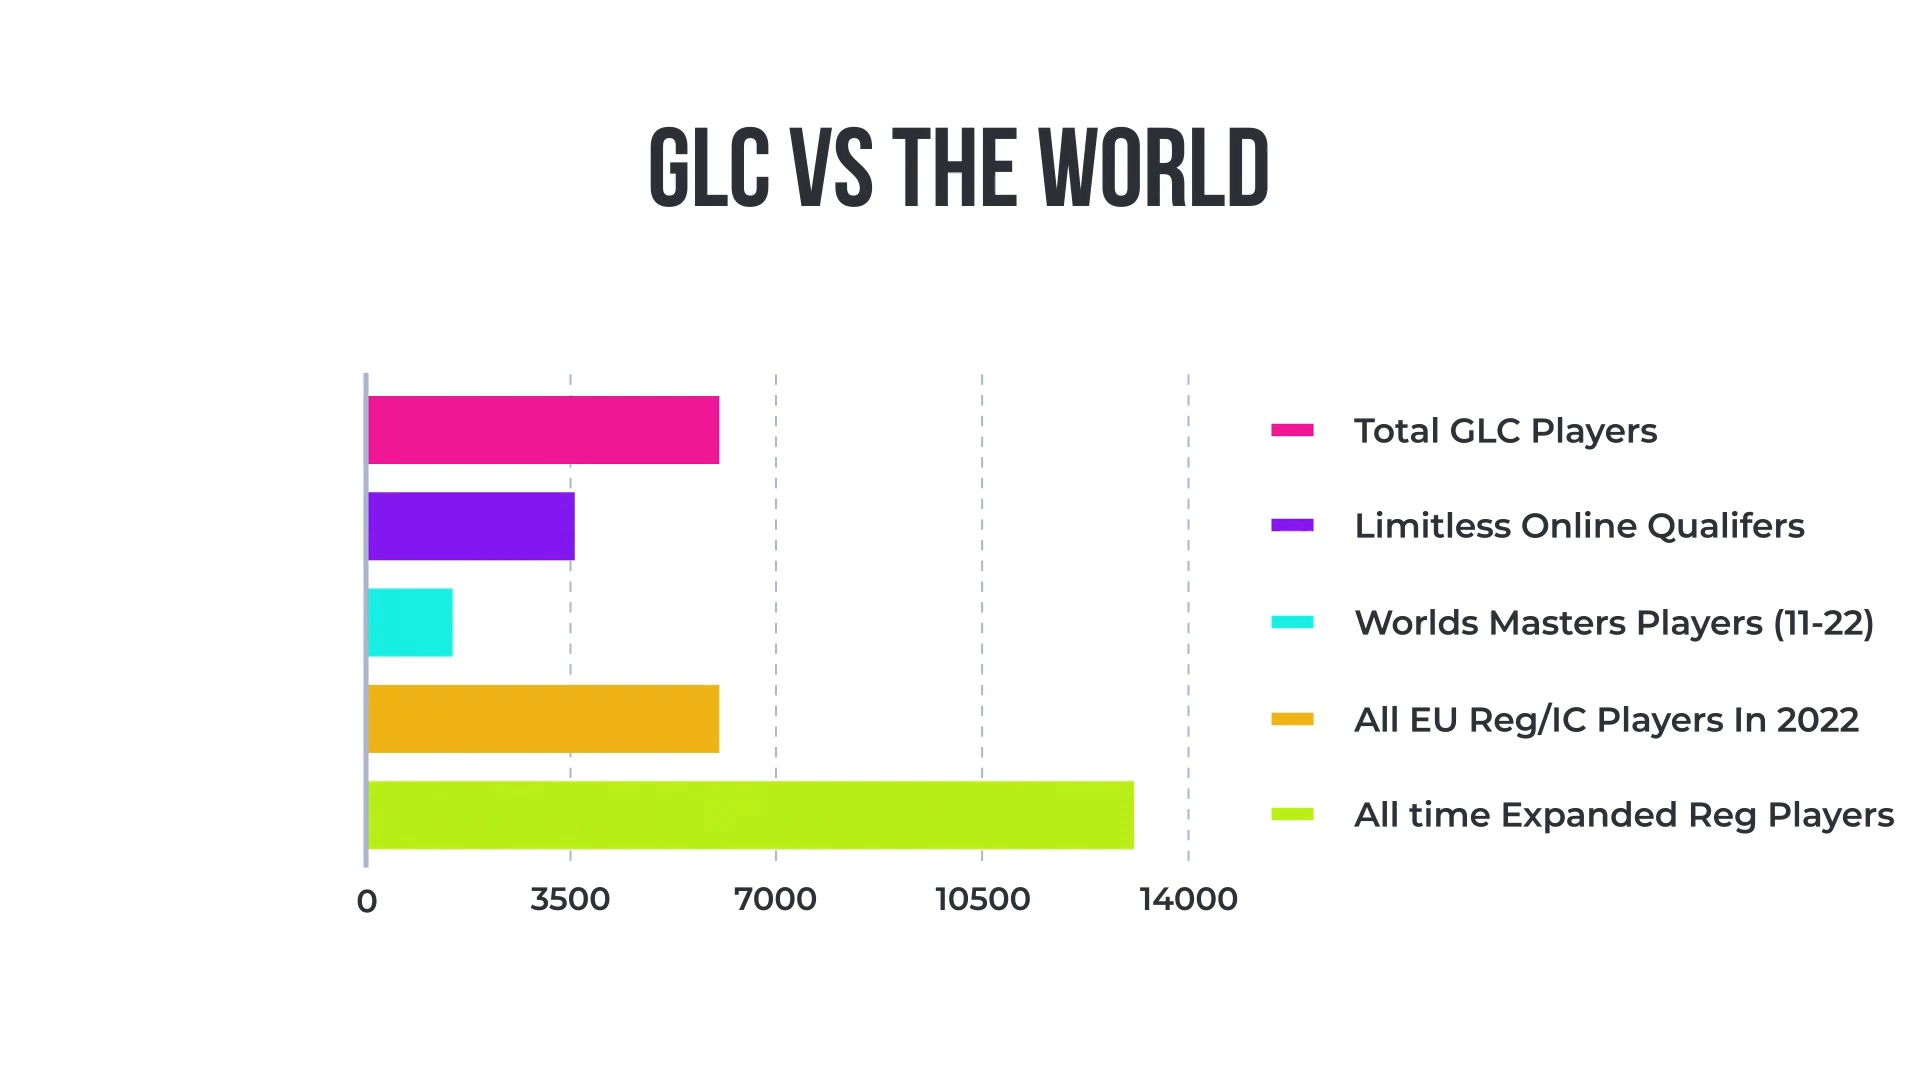 GLC VS THE WORLD
Total GLC Players
Limitless Online Qualifers
Worlds Masters Players (11-22)
All EU Reg/IC Players In 2022
All time Expanded Reg Players
0 3500 7000 10500 14000